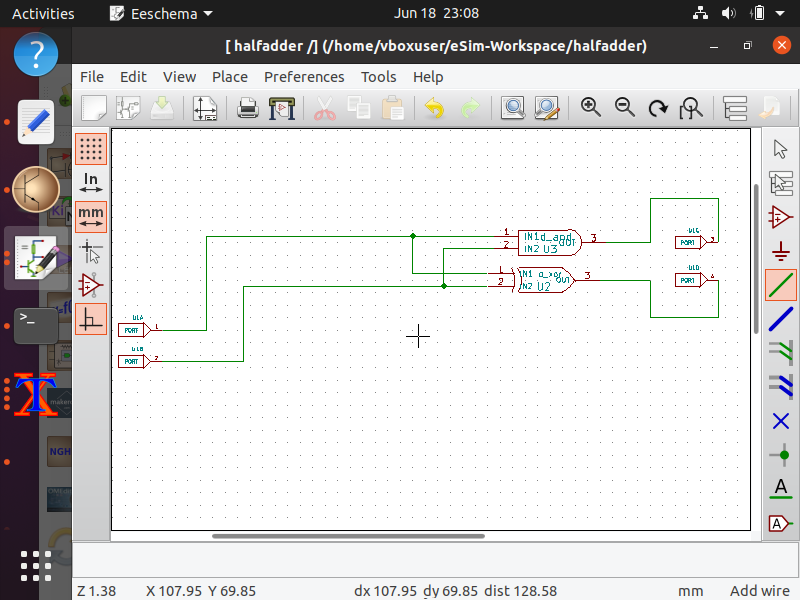 Activities
Eeschema
Jun 18 23:08
[ halfadder /] (/home/vboxuser/eSim-Workspace/halfadder)
File Edit View Place Preferences Tools Help
In
mm
1 IN1 d_and OUT 3
2 IN2 U3
1 IN1 d_xor OUT 3
2 IN2 U2
U1C
PORT 3
U1D
PORT 4
U1A
PORT 1
U1B
PORT 2
>_
NGH
A
A
Z 1.38 X 107.95 Y 69.85 dx 107.95 dy 69.85 dist 128.58 mm Add wire